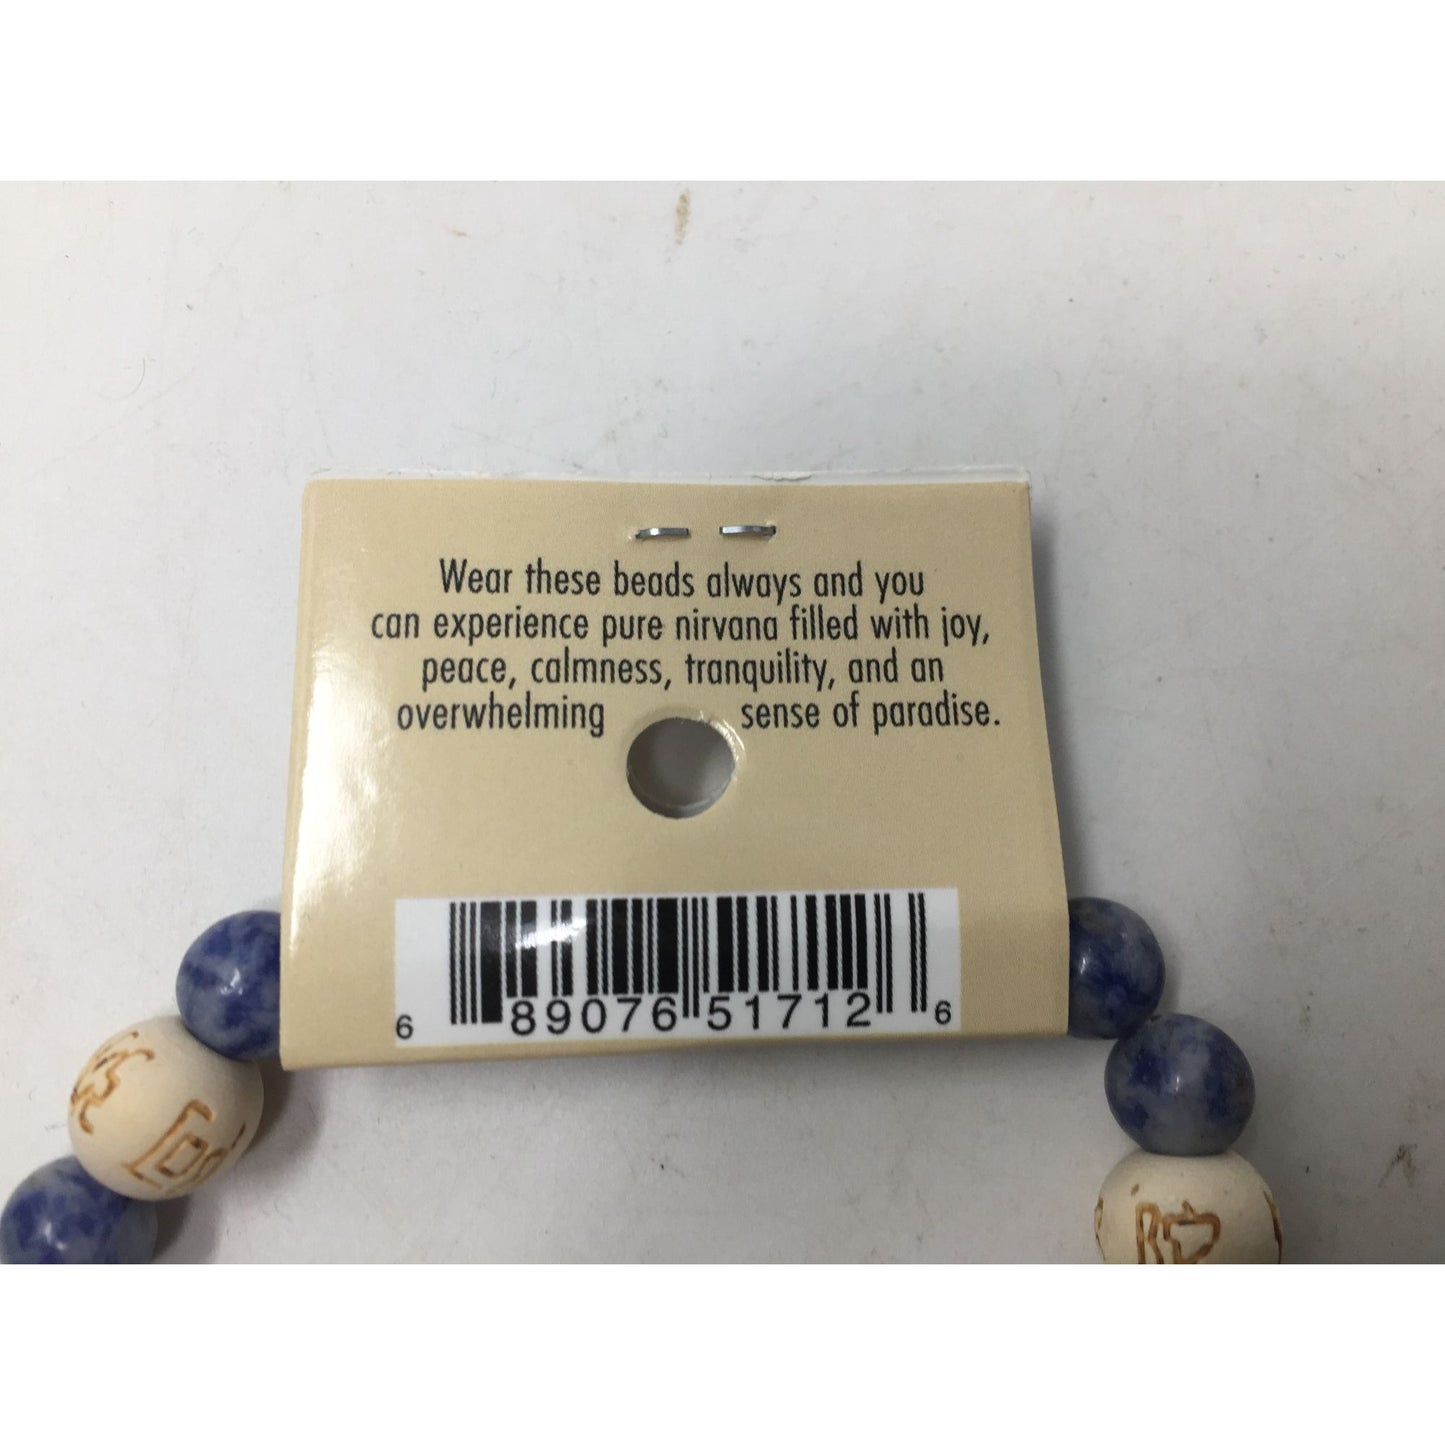 Wear these beads always and you
can experience pure nirvana filled with joy,
peace, calmness, tranquility, and an
overwhelming sense of paradise.
6 89076 51712 6